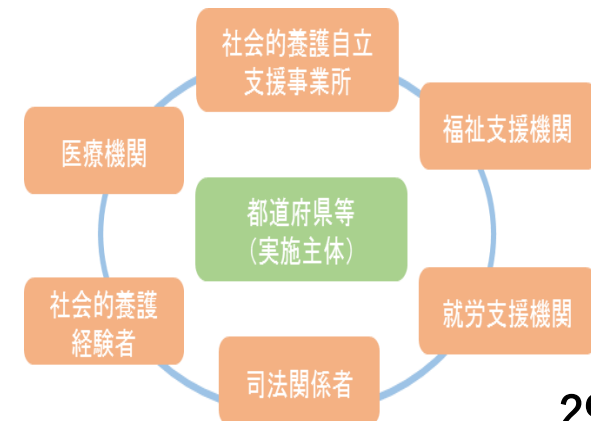 社会的養護自立
支援事業所
福祉支援機関
医療機関
都道府県等
（実施主体）
社会的養護
経験者
就労支援機関
司法関係者